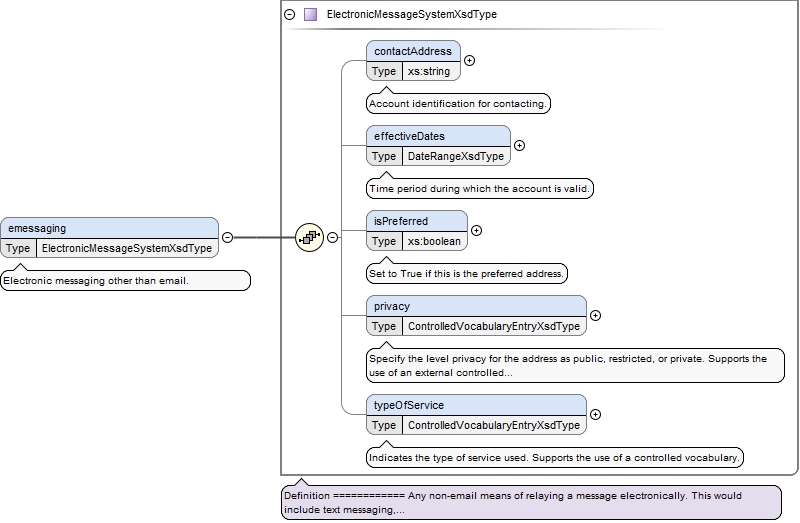 ElectronicMessageSystemXsdType
contactAddress
Type xs:string
Account identification for contacting.
effectiveDates
Type DateRangeXsdType
Time period during which the account is valid.
isPreferred
Type xs:boolean
Set to True if this is the preferred address.
emessaging
Type ElectronicMessageSystemXsdType
Electronic messaging other than email.
privacy
Type ControlledVocabularyEntryXsdType
Specify the level privacy for the address as public, restricted, or private. Supports the
use of an external controlled...
typeOfService
Type ControlledVocabularyEntryXsdType
Indicates the type of service used. Supports the use of a controlled vocabulary.
Definition ============ Any non-email means of relaying a message electronically. This would
include text messaging,...